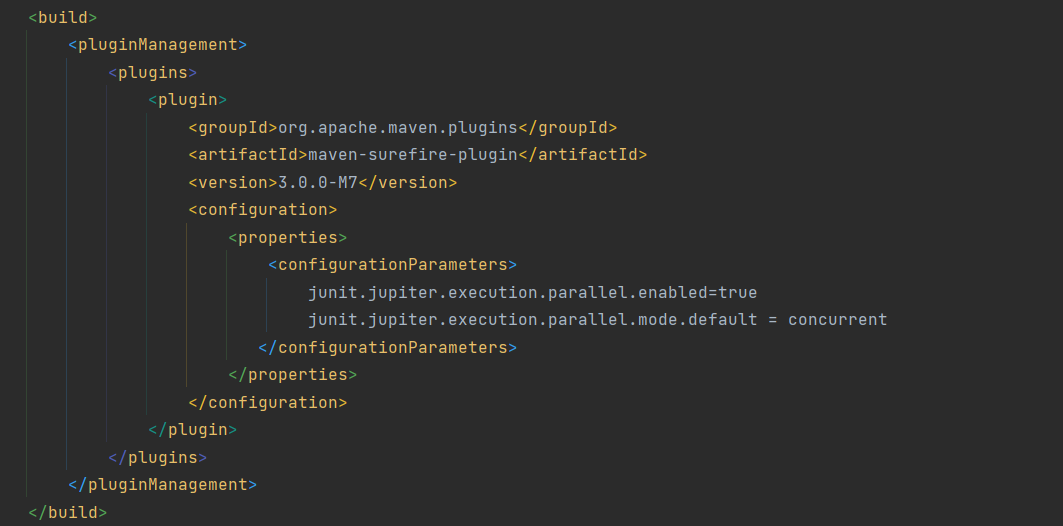 <build>
<pluginManagement>
<plugins>
<plugin>
<groupId>org.apache.maven.plugins</groupId>
<artifactId>maven-surefire-plugin</artifactId>
<version>3.0.0-M7</version>
<configuration>
<properties>
<configurationParameters>
junit.jupiter.execution.parallel.enabled=true
junit.jupiter.execution.parallel.mode.default = concurrent
</configurationParameters>
</properties>
</configuration>
</plugin>
</plugins>
</pluginManagement>
</build>